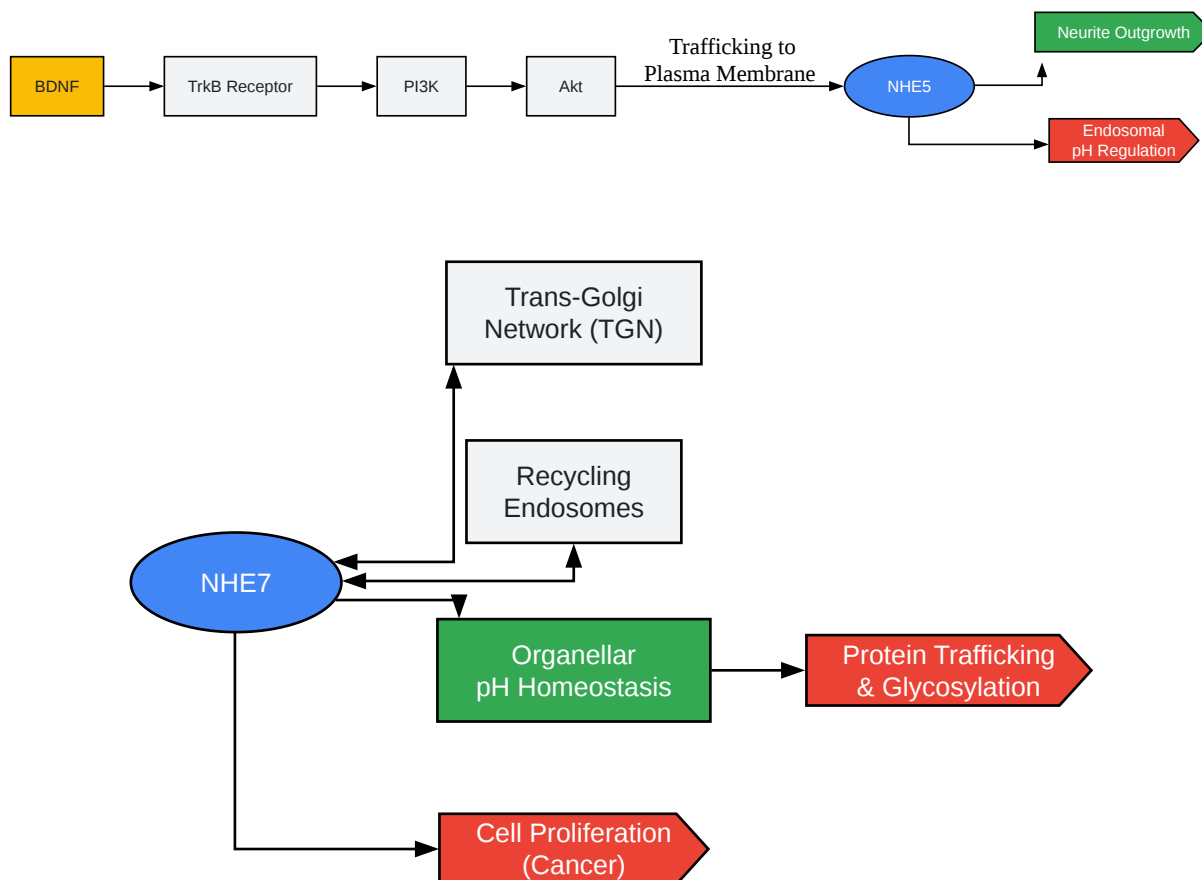 BDNF
TrkB Receptor
PI3K
Akt
Trafficking to
Plasma Membrane
NHE5
Neurite Outgrowth
Endosomal
pH Regulation
Trans-Golgi
Network (TGN)
Recycling
Endosomes
NHE7
Organellar
pH Homeostasis
Protein Trafficking
& Glycosylation
Cell Proliferation
(Cancer)